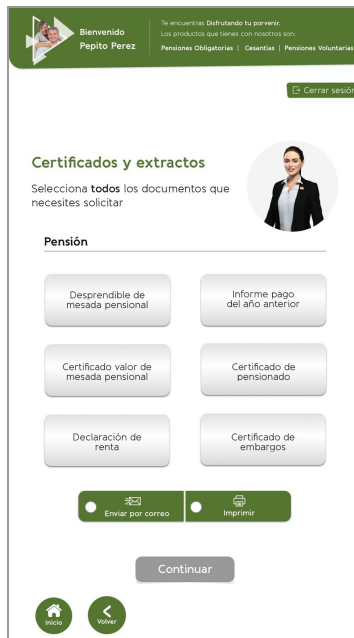 Bienvenido
Pepito Perez
Te encuentras Disfrutando tu porvenir.
Los productos que tienes con nosotros son:
Pensiones Obligatorias | Cesantías | Pensiones Voluntarias
Cerrar sesión
Certificados y extractos
Selecciona todos los documentos que
necesites solicitar
Pensión
Desprendible de
mesada pensional
Informe pago
del año anterior
Certificado valor de
mesada pensional
Certificado de
pensionado
Declaración de
renta
Certificado de
embargos
Enviar por correo
Imprimir
Continuar
Inicio
Volver